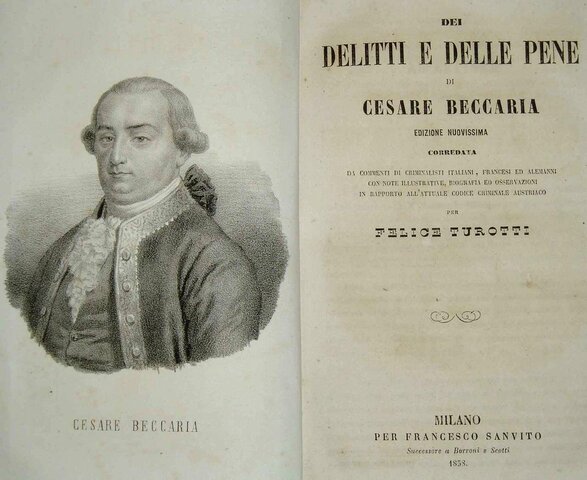 CESARE BECCARIA
DEI
DELITTI E DELLE PENE
DI
CESARE BECCARIA
EDIZIONE NUOVISSIMA
CORREDATA
DA COMMENTI DI CRIMINALISTI ITALIANI, FRANCESI ED ALEMANNI
CON NOTE ILLUSTRATIVE, BIOGRAFIA ED OSSERVAZIONI
IN RAPPORTO ALL'ATTUALE CODICE CRIMINALE AUSTRIACO
PER
FELICE TUROTTI
MILANO
PER FRANCESCO SANVITO
Successore a Borroni e Scotti
1858.